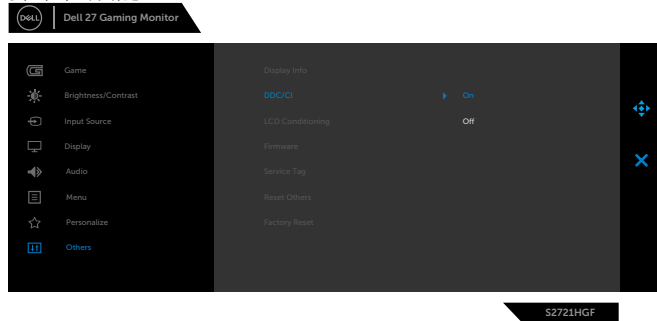 DELL Dell 27 Gaming Monitor
Game
Display Info
Brightness/Contrast
DDC/CI
On
Input Source
LCD Conditioning
Off
Display
Firmware
Audio
Service Tag
Menu
Reset Others
Personalize
Factory Reset
Others
S2721HGF